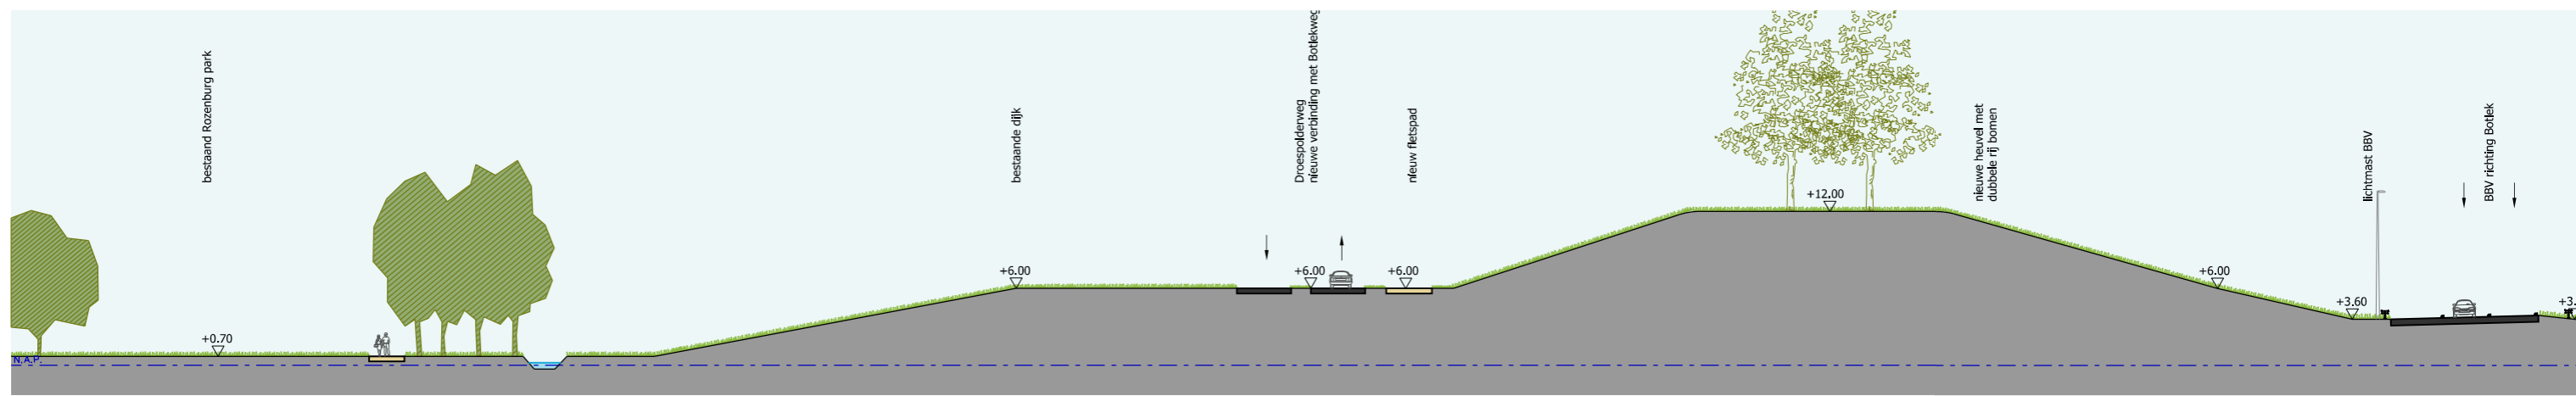 bestaand Rozenburg park
bestaande dijk
Droespolderweg
nieuwe verbinding met Botlekweg
nieuw fietspad
nieuwe heuvel met
dubbele rij bomen
lichtmast BBV
BBV richting Botlek
+12.00
+6.00
+6.00
+6.00
+6.00
+3.60
+3.
+0.70
N.A.P.